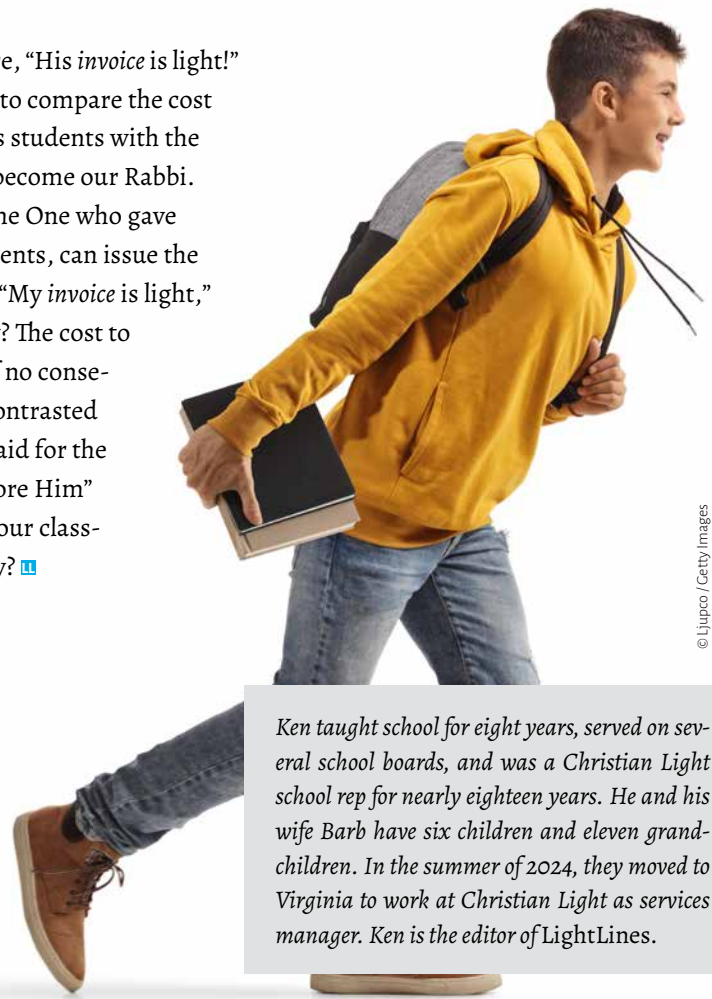 e, “His invoice is light!”
to compare the cost
s students with the
become our Rabbi.
he One who gave
ents, can issue the
“My invoice is light,”
? The cost to
f no conse-
ontrasted
aid for the
ore Him”
our class-
y? LL
© Ljupco / Getty Images
Ken taught school for eight years, served on sev-
eral school boards, and was a Christian Light
school rep for nearly eighteen years. He and his
wife Barb have six children and eleven grand-
children. In the summer of 2024, they moved to
Virginia to work at Christian Light as services
manager. Ken is the editor of LightLines.